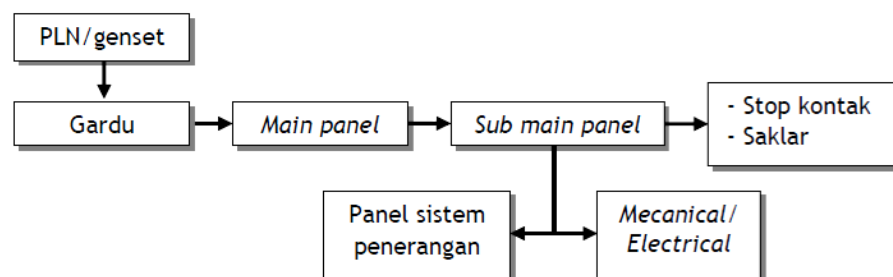 PLN/genset
Gardu
Main panel
Sub main panel
- Stop kontak
- Saklar
Panel sistem
penerangan
Mecanical/
Electrical